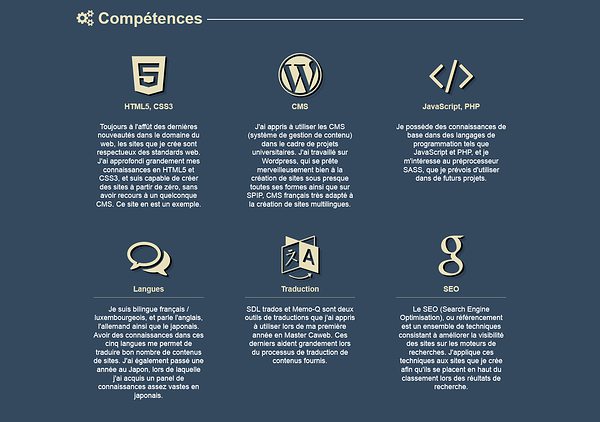 Compétences
HTML5, CSS3
Toujours à l'affût des dernières
nouveautés dans le domaine du
web, les sites que je crée sont
respectueux des standards web.
J'ai approfondi grandement mes
connaissances en HTML5 et
CSS3, et suis capable de créer
des sites à partir de zéro, sans
avoir recours à un quelconque
CMS. Ce site en est un exemple.
CMS
J'ai appris à utiliser les CMS
(système de gestion de contenu)
dans le cadre de projets
universitaires. J'ai travaillé sur
Wordpress, qui se prête
merveilleusement bien à la
création de sites sous presque
toutes ses formes ainsi que sur
SPIP, CMS français très adapté à
la création de sites multilingues.
JavaScript, PHP
Je possède des connaissances de
base dans des langages de
programmation tels que
JavaScript et PHP, et je
m'intéresse au préprocesseur
SASS, que je prévois d'utiliser
dans de futurs projets.
Langues
Je suis bilingue français /
luxembourgeois, et parle l'anglais,
l'allemand ainsi que le japonais.
Avoir des connaissances dans ces
cinq langues me permet de
traduire bon nombre de contenus
de sites. J'ai également passé une
année au Japon, lors de laquelle
j'ai acquis un panel de
connaissances assez vastes en
japonais.
A
Traduction
SDL trados et Memo-Q sont deux
outils de traductions que j'ai appris
à utiliser lors de ma première
année en Master Caweb. Ces
derniers aident grandement lors
du processus de traduction de
contenus fournis.
g
SEO
Le SEO (Search Engine
Optimisation), ou référencement
est un ensemble de techniques
consistant à améliorer la visibilité
des sites sur les moteurs de
recherches. J'applique ces
techniques aux sites que je crée
afin qu'ils se placent en haut du
classement lors des réultats de
recherche.